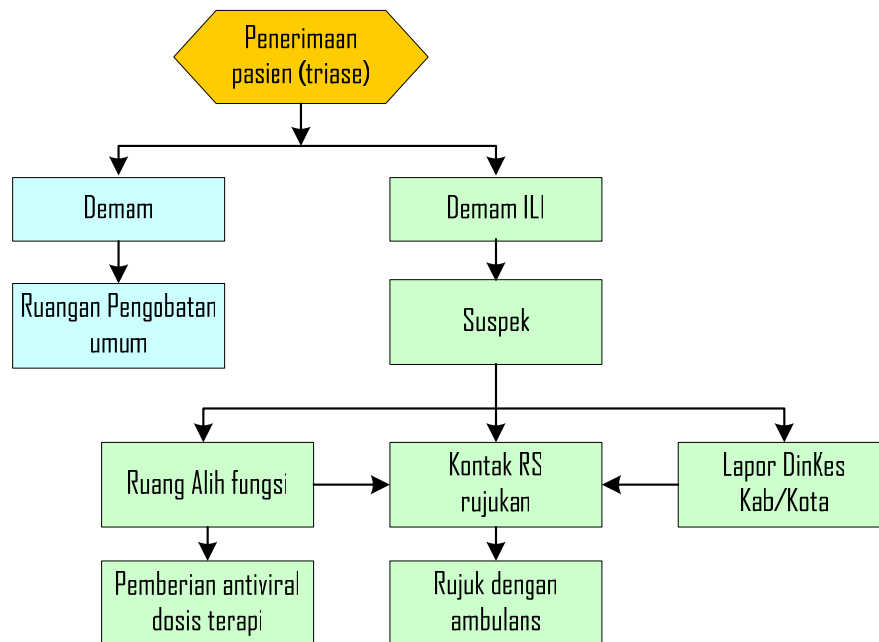 Penerimaan
pasien (triase)
Demam
Demam ILI
Ruangan Pengobatan
umum
Suspek
Ruang Alih fungsi
Kontak RS
rujukan
Lapor DinKes
Kab/Kota
Pemberian antiviral
dosis terapi
Rujuk dengan
ambulans